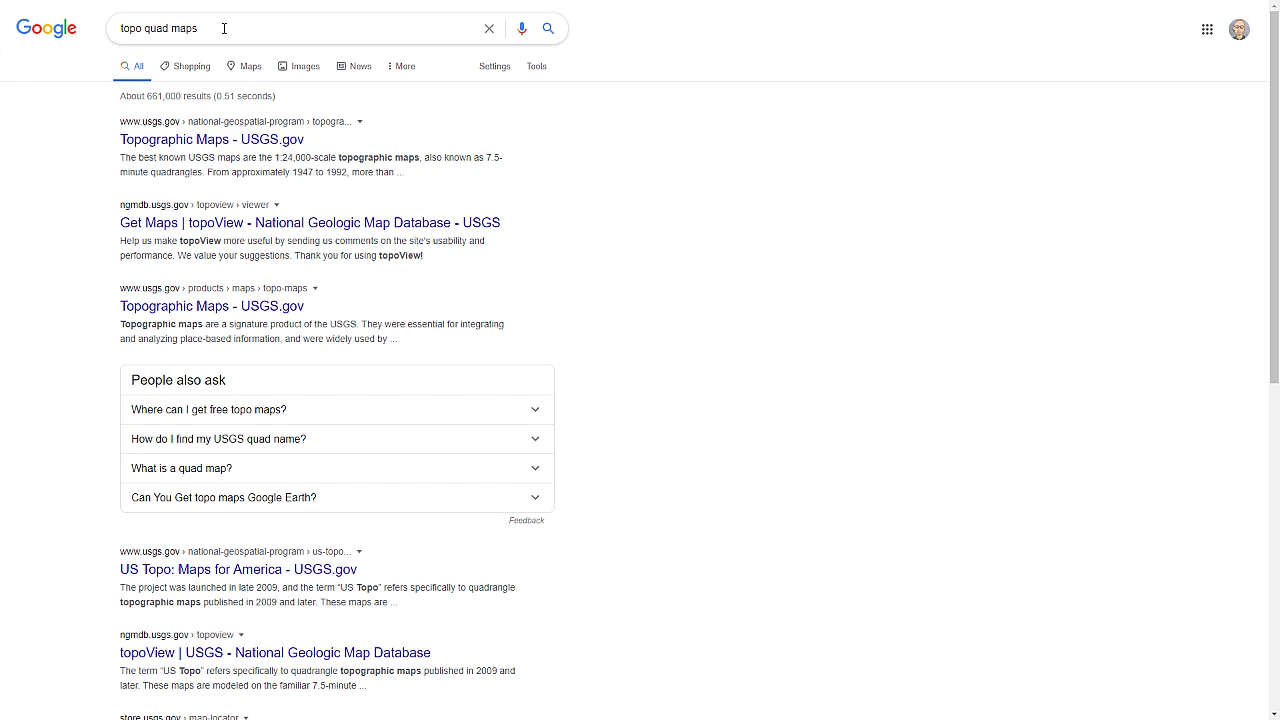 Google
topo quad maps
All Shopping Maps Images News More Settings Tools
About 661,000 results (0.51 seconds)
www.usgs.gov › national-geospatial-program › topogra...
Topographic Maps - USGS.gov
The best known USGS maps are the 1:24,000-scale topographic maps, also known as 7.5-
minute quadrangles. From approximately 1947 to 1992, more than ...
ngmdb.usgs.gov › topoview › viewer
Get Maps | topoView - National Geologic Map Database - USGS
Help us make topoView more useful by sending us comments on the site's usability and
performance. We value your suggestions. Thank you for using topoView!
www.usgs.gov › products › maps › topo-maps
Topographic Maps - USGS.gov
Topographic maps are a signature product of the USGS. They were essential for integrating
and analyzing place-based information, and were widely used by ...
People also ask
Where can I get free topo maps?
How do I find my USGS quad name?
What is a quad map?
Can You Get topo maps Google Earth?
Feedback
www.usgs.gov › national-geospatial-program › us-topo...
US Topo: Maps for America - USGS.gov
The project was launched in late 2009, and the term “US Topo” refers specifically to quadrangle
topographic maps published in 2009 and later. These maps are ...
ngmdb.usgs.gov › topoview
topoView | USGS - National Geologic Map Database
The term “US Topo” refers specifically to quadrangle topographic maps published in 2009 and
later. These maps are modeled on the familiar 7.5-minute ...
store.usgs.gov › map-locator